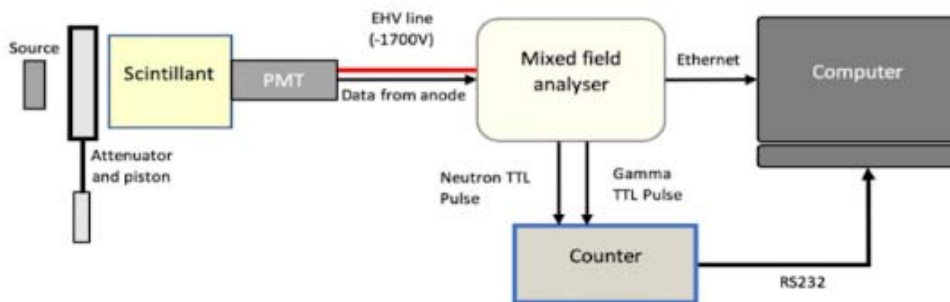 Source
Scintillant
PMT
EHV line
(-1700V)
Data from anode
Mixed field
analyser
Ethernet
Computer
Attenuator
and piston
Neutron TTL
Pulse
Gamma
TTL Pulse
Counter
RS232